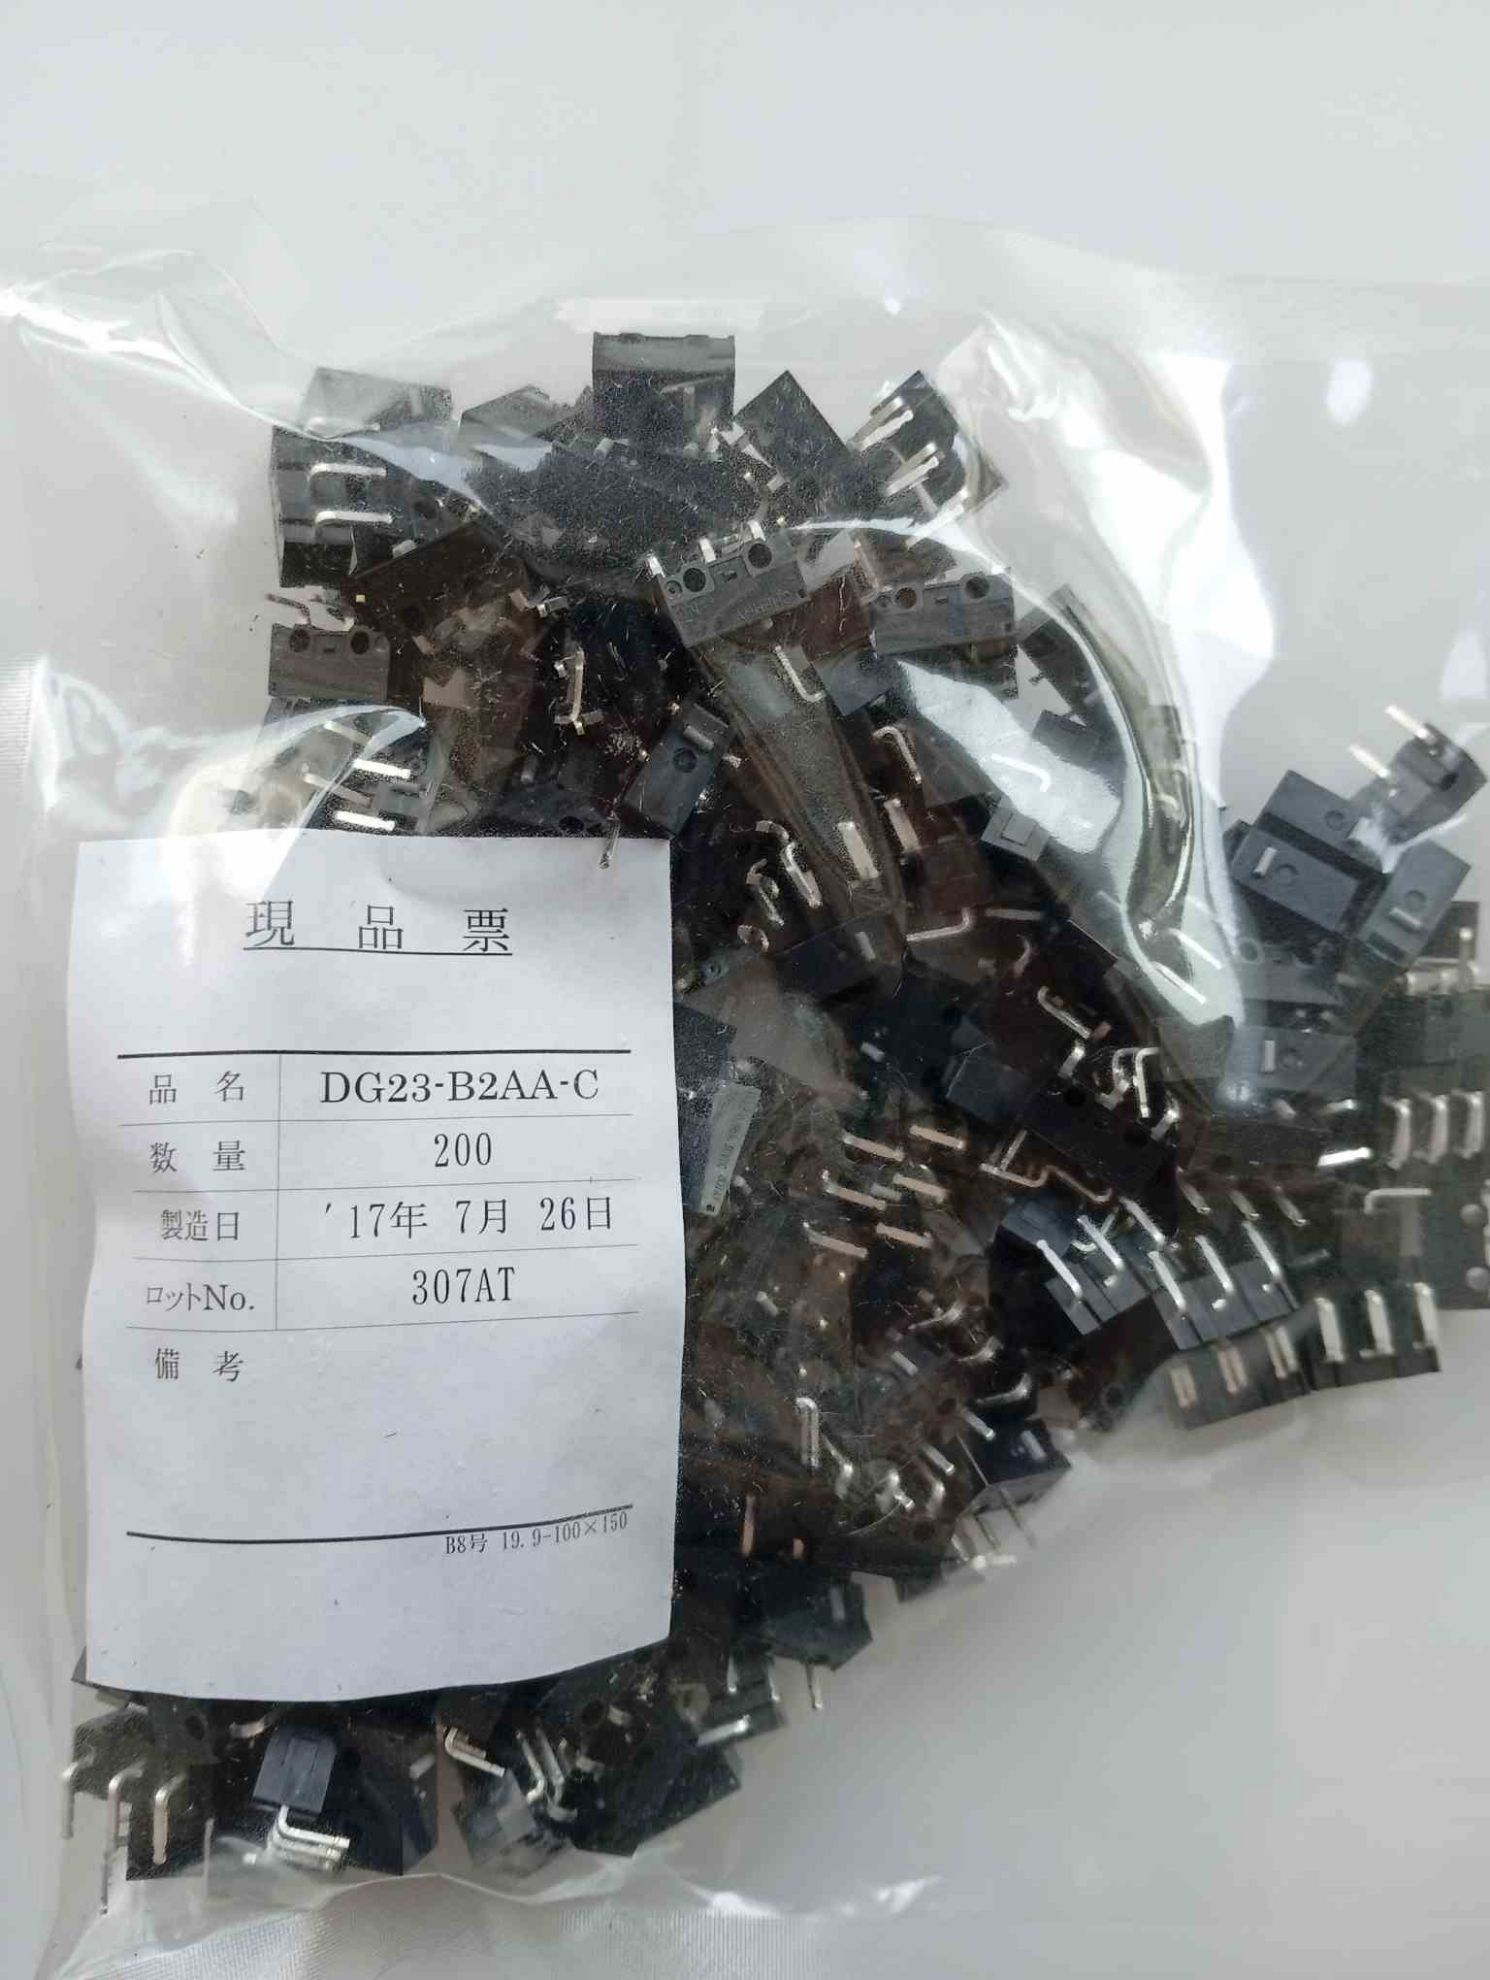 現品票
品名 DG23-B2AA-C
数量 200
製造日 '17年 7月 26日
ロットNo. 307AT
備考
B8号 19.9-100×150